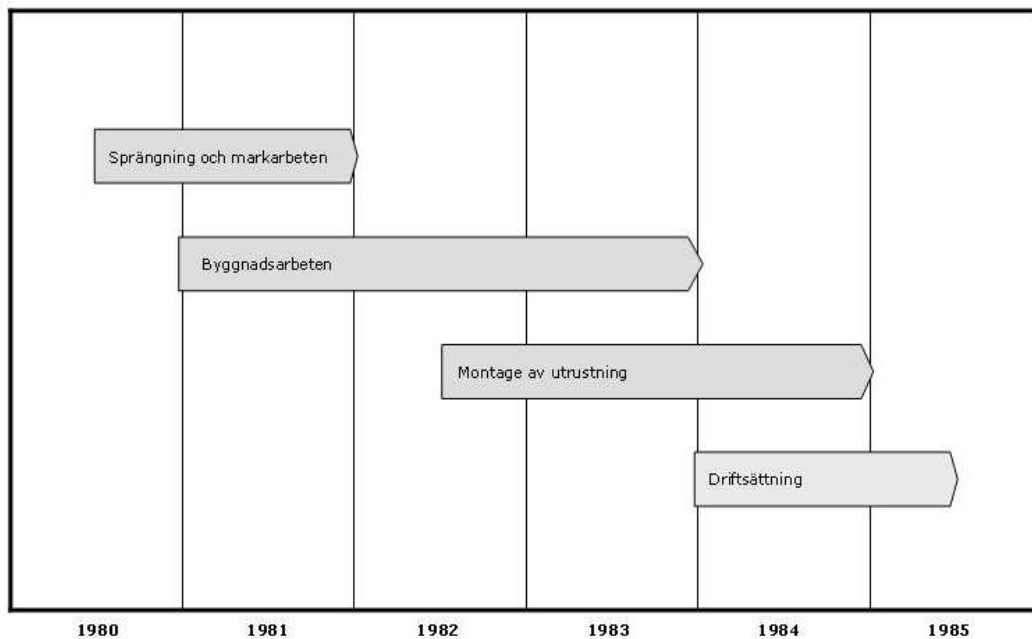 Sprängning och markarbeten
Byggnadsarbeten
Montage av utrustning
Driftsättning
1980 1981 1982 1983 1984 1985